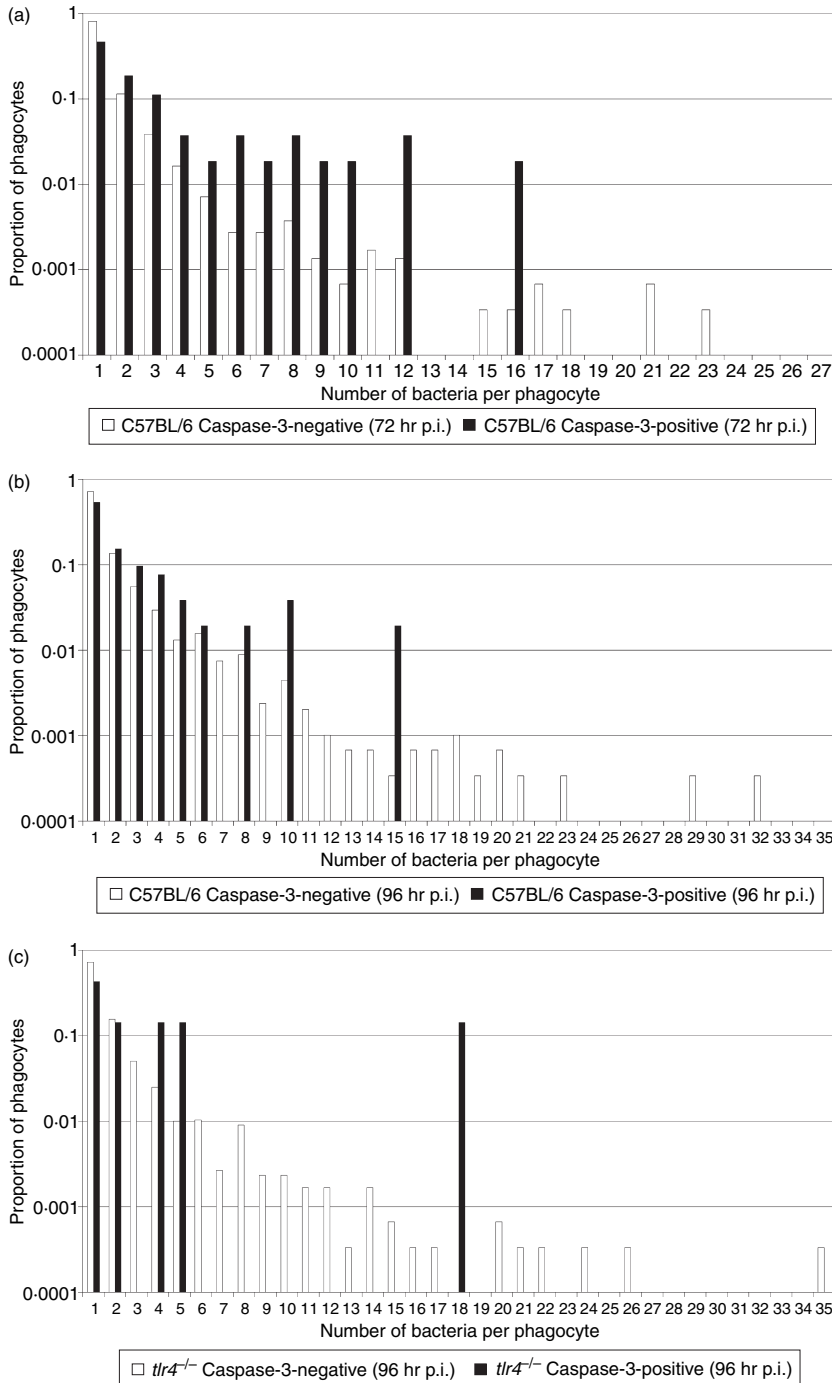 (a)
1
0·1
0·01
0·001
0·0001
Proportion of phagocytes
1 2 3 4 5 6 7 8 9 10 11 12 13 14 15 16 17 18 19 20 21 22 23 24 25 26 27
Number of bacteria per phagocyte
C57BL/6 Caspase-3-negative (72 hr p.i.) C57BL/6 Caspase-3-positive (72 hr p.i.)
(b)
1
0·1
0·01
0·001
0·0001
Proportion of phagocytes
1 2 3 4 5 6 7 8 9 10 11 12 13 14 15 16 17 18 19 20 21 22 23 24 25 26 27 28 29 30 31 32 33 34 35
Number of bacteria per phagocyte
C57BL/6 Caspase-3-negative (96 hr p.i.) C57BL/6 Caspase-3-positive (96 hr p.i.)
(c)
1
0·1
0·01
0·001
0·0001
Proportion of phagocytes
1 2 3 4 5 6 7 8 9 10 11 12 13 14 15 16 17 18 19 20 21 22 23 24 25 26 27 28 29 30 31 32 33 34 35
Number of bacteria per phagocyte
tlr4⁻/⁻ Caspase-3-negative (96 hr p.i.) tlr4⁻/⁻ Caspase-3-positive (96 hr p.i.)